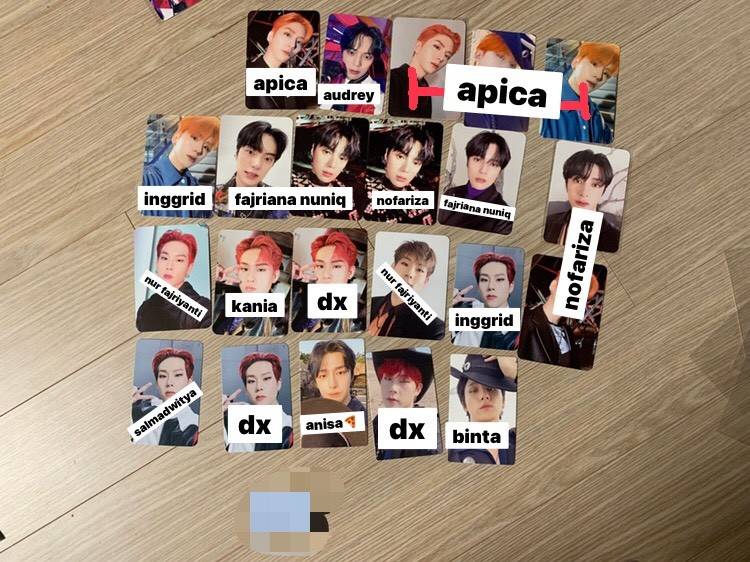 apica
audrey
apica
inggrid
fajriana nuniq
nofariza
fajriana nuniq
nofariza
nur fajriyanti
kania
dx
nur fajriyanti
inggrid
salmadwitya
dx
anisa🍕
dx
binta